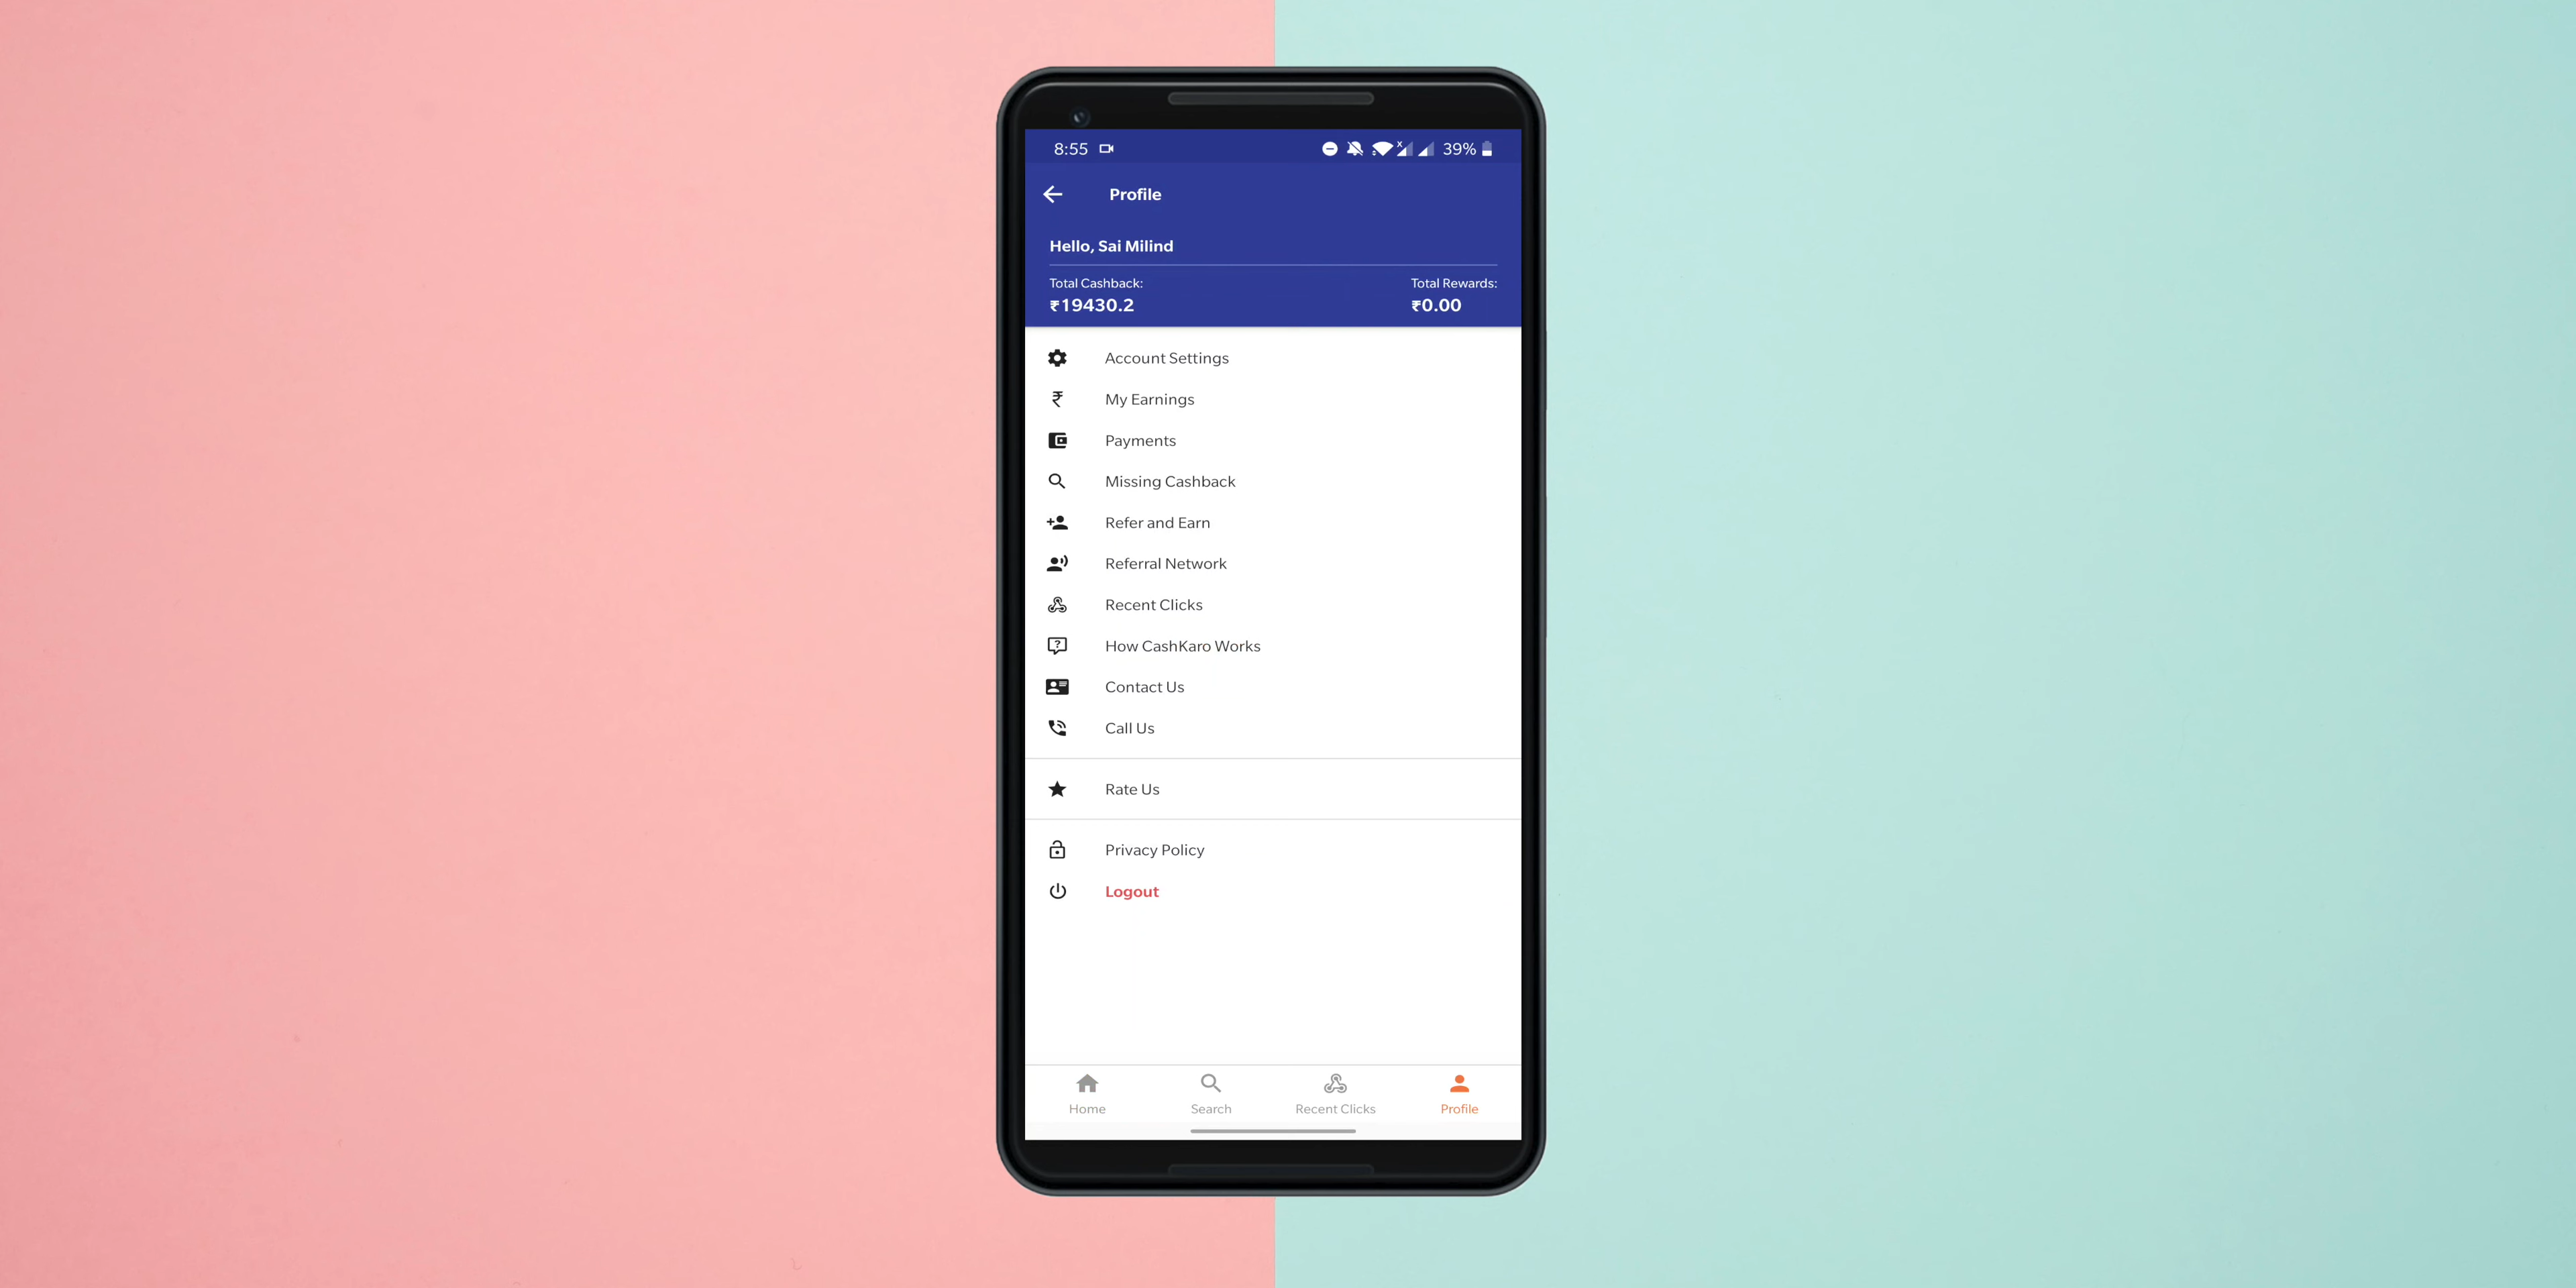 8:55 39%
Profile
Hello, Sai Milind
Total Cashback: Total Rewards:
₹19430.2 ₹0.00
Account Settings
My Earnings
Payments
Missing Cashback
Refer and Earn
Referral Network
Recent Clicks
How CashKaro Works
Contact Us
Call Us
Rate Us
Privacy Policy
Logout
Home Search Recent Clicks Profile